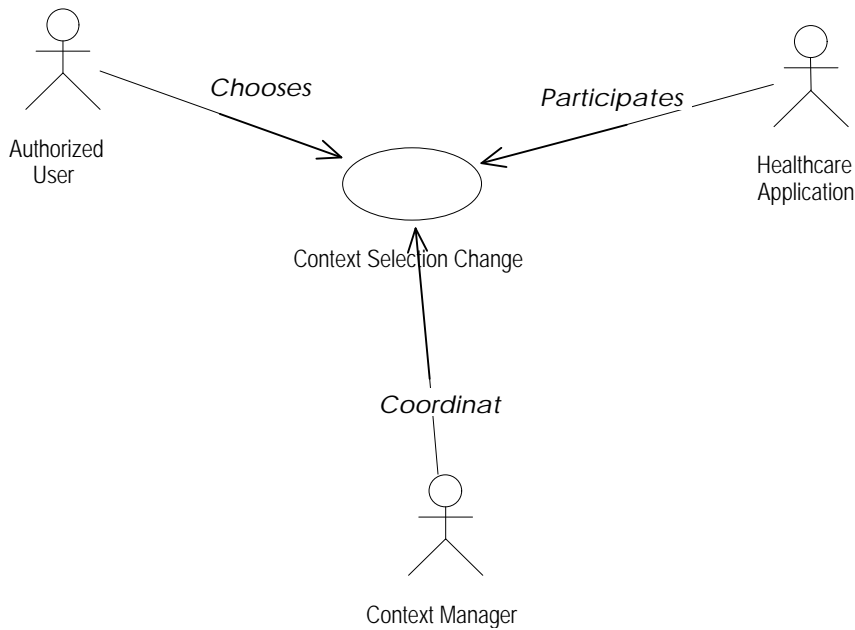 Chooses
Participates
Authorized
User
Healthcare
Application
Context Selection Change
Coordinat
Context Manager